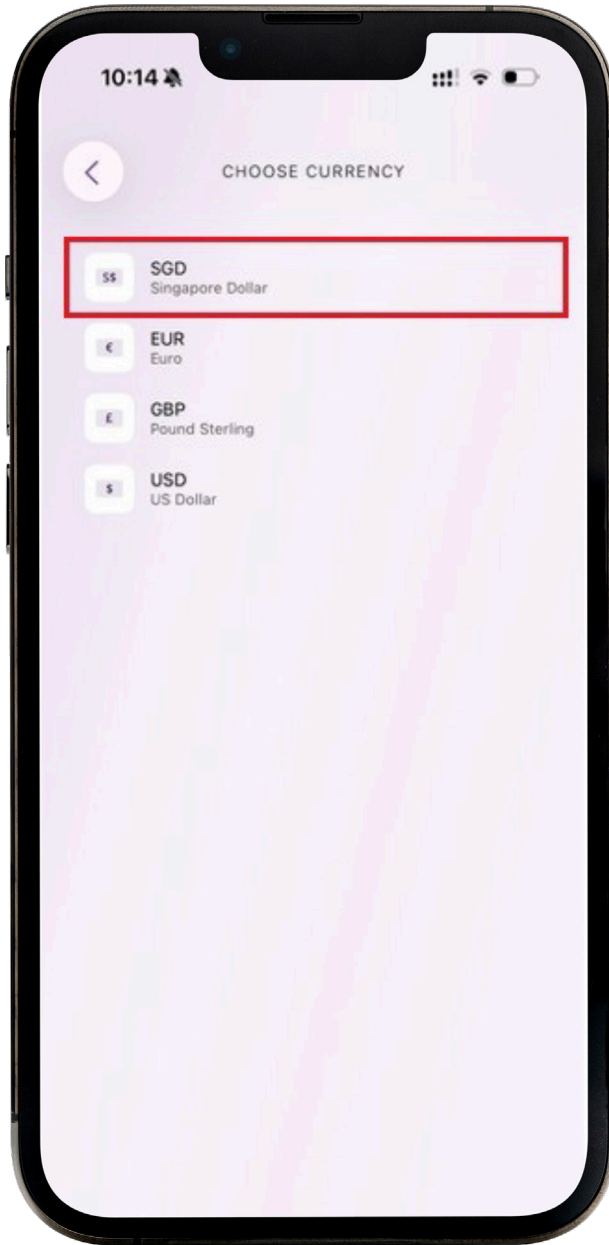 10:14
CHOOSE CURRENCY
S$
SGD
Singapore Dollar
€
EUR
Euro
£
GBP
Pound Sterling
$
USD
US Dollar